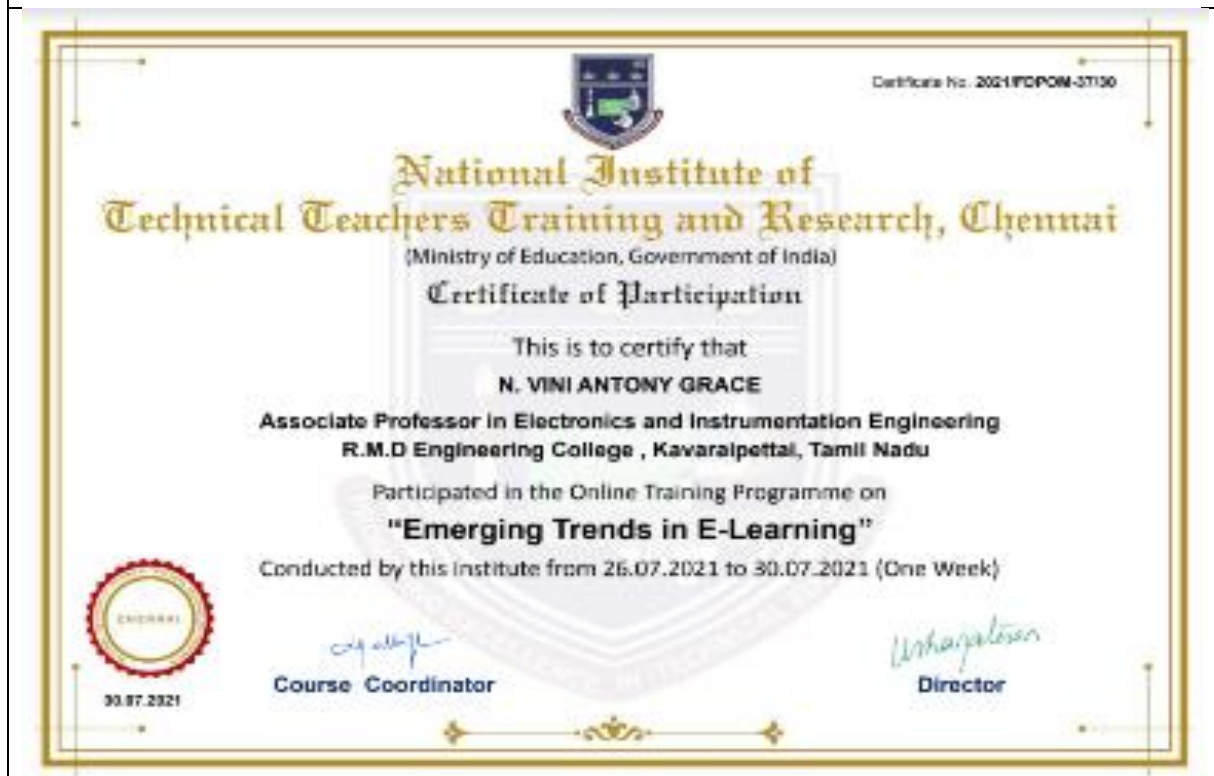 Certificate No. 2021/FDPOM-37/30
National Institute of
Technical Teachers Training and Research, Chennai
(Ministry of Education, Government of India)
Certificate of Participation
This is to certify that
N. VINI ANTONY GRACE
Associate Professor in Electronics and Instrumentation Engineering
R.M.D Engineering College , Kavaraipettai, Tamil Nadu
Participated in the Online Training Programme on
“Emerging Trends in E-Learning”
Conducted by this Institute from 26.07.2021 to 30.07.2021 (One Week)
CHENNAI
Course Coordinator
Director
30.07.2021